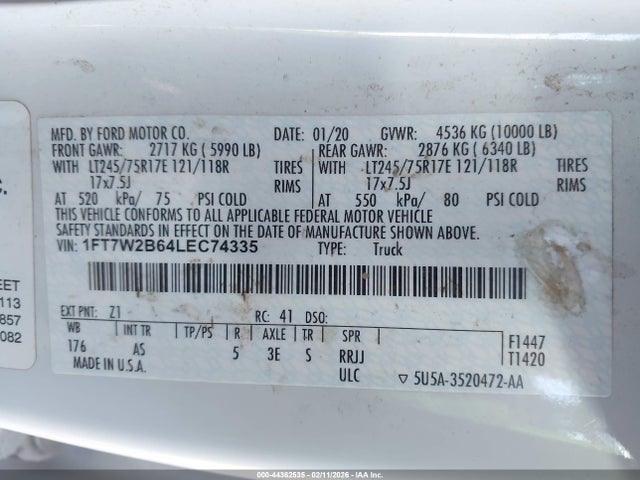 C.
EET
113
857
082
MFD. BY FORD MOTOR CO. DATE: 01/20 GVWR: 4536 KG (10000 LB)
FRONT GAWR: 2717 KG ( 5990 LB) REAR GAWR: 2876 KG ( 6340 LB)
WITH LT245/75R17E 121/118R TIRES WITH LT245/75R17E 121/118R TIRES
17x7.5J RIMS 17x7.5J RIMS
AT 520 kPa/ 75 PSI COLD AT 550 kPa/ 80 PSI COLD
THIS VEHICLE CONFORMS TO ALL APPLICABLE FEDERAL MOTOR VEHICLE
SAFETY STANDARDS IN EFFECT ON THE DATE OF MANUFACTURE SHOWN ABOVE.
VIN: 1FT7W2B64LEC74335 TYPE: Truck
EXT PNT: Z1 RC: 41 DSO:
WB INT TR TP/PS R AXLE TR SPR F1447
176 AS 5 3E S RRJJ T1420
MADE IN U.S.A. ULC ▽ 5U5A-3520472-AA
000-44362535 - 02/11/2026 - IAAI.COM